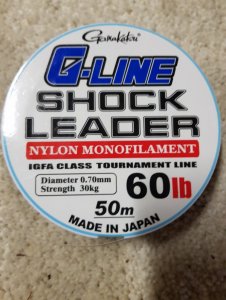 Gamakatsu
G-LINE
SHOCK
LEADER
NYLON MONOFILAMENT
IGFA CLASS TOURNAMENT LINE
Diameter 0.70mm
Strength 30kg
60lb
50m
MADE IN JAPAN